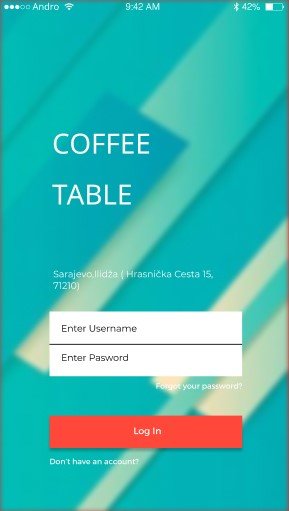 Andro 9:42 AM 42%
COFFEE
TABLE
Sarajevo,Ilidža ( Hrasnička Cesta 15,
71210)
Enter Username
Enter Pasword
Forgot your password?
Log In
Don't have an account?